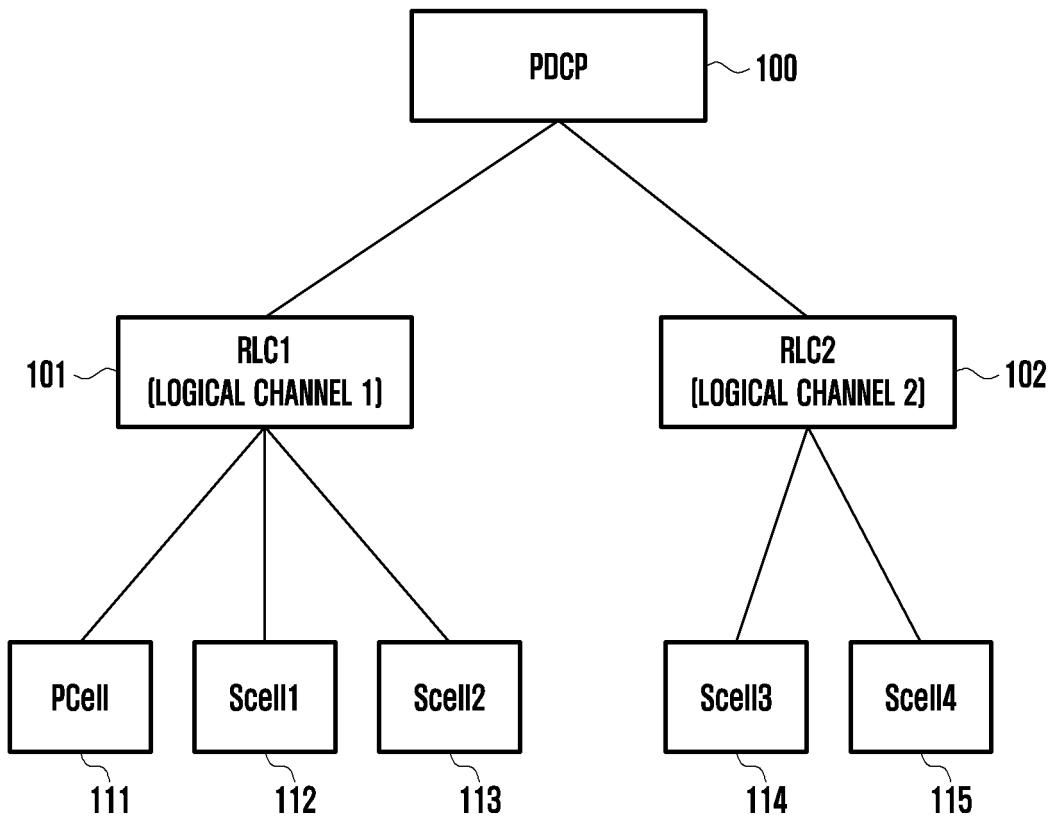 PDCP
100
101
RLC1
(LOGICAL CHANNEL 1)
RLC2
(LOGICAL CHANNEL 2)
102
PCell
Scell1
Scell2
Scell3
Scell4
111
112
113
114
115